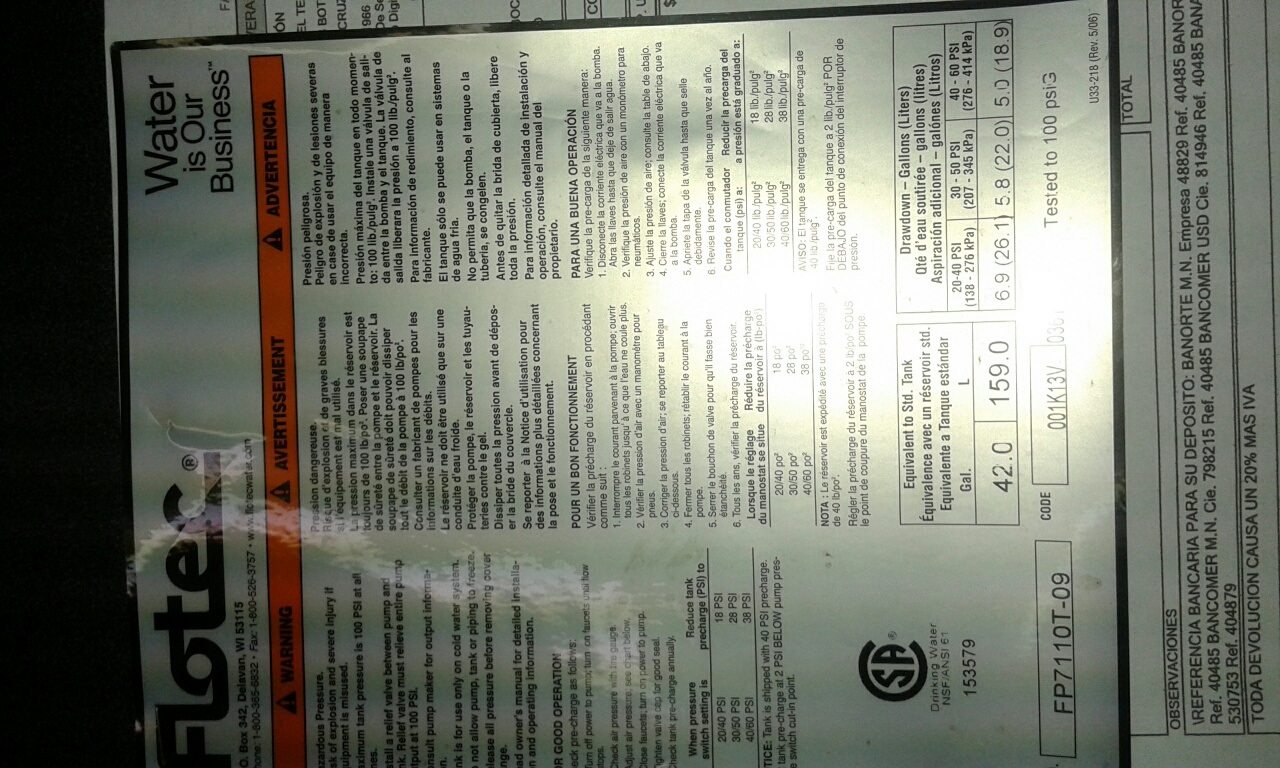 Flotec®
Water
is Our
Business™
O. Box 342, Delavan, WI 53115
hone: 1-800-365-6832 • Fax: 1-800-526-3757 • www.flotecwater.com
WARNING
AVERTISSEMENT
ADVERTENCIA
azardous Pressure.
sk of explosion and severe injury if
uipment is misused.
aximum tank pressure is 100 PSI at all
nes.
stall a relief valve between pump and
nk. Relief valve must relieve entire pump
tput at 100 PSI.
nsult pump maker for output informa-
n.
nk is for use only on cold water system.
not allow pump, tank or piping to freeze.
lease all pressure before removing cover
nge.
ad owner's manual for detailed installa-
n and operating information.
OR GOOD OPERATION
eck pre-charge as follows:
urn off power to pump; turn on faucets until flow
tops.
Check air pressure with tire gauge.
Adjust air pressure; see chart below.
Close faucets; turn on power to pump.
Tighten valve cap for good seal.
Check tank pre-charge annually.
When pressure Reduce tank
switch setting is precharge (PSI) to
20/40 PSI 18 PSI
30/50 PSI 28 PSI
40/60 PSI 38 PSI
TICE: Tank is shipped with 40 PSI precharge.
tank pre-charge at 2 PSI BELOW pump pres-
e switch cut-in point.
Pression dangereuse.
Risque d'explosion et de graves blessures
si l'équipement est mal utilisé.
La pression maximum dans le réservoir est
toujours de 100 lb/po². Poser une soupape
de sûreté entre la pompe et le réservoir. La
soupape de sûreté doit pouvoir dissiper
tout le débit de la pompe à 100 lb/po².
Consulter un fabricant de pompes pour les
informations sur les débits.
Le réservoir ne doit être utilisé que sur une
conduite d'eau froide.
Protéger la pompe, le réservoir et les tuyau-
teries contre le gel.
Dissiper toutes la pression avant de dépos-
er la bride du couvercle.
Se reporter à la Notice d'utilisation pour
des informations plus détaillées concernant
la pose et le fonctionnement.
POUR UN BON FONCTIONNEMENT
Vérifier la précharge du réservoir en procédant
comme suit :
1. Interrompre le courant parvenant à la pompe; ouvrir
tous les robinets jusqu'à ce que l'eau ne coule plus.
2. Vérifier la pression d'air avec un manomètre pour
pneus.
3. Corriger la pression d'air; se reporter au tableau
ci-dessous.
4. Fermer tous les robinets; rétablir le courant à la
pompe.
5. Serrer le bouchon de valve pour qu'il fasse bien
étanchéité.
6. Tous les ans, vérifier la précharge du réservoir.
Lorsque le réglage Réduire la précharge
du manostat se situe du réservoir à (lb-po²)
20/40 po² 18 po²
30/50 po² 28 po²
40/60 po² 38 po²
NOTA : Le réservoir est expédié avec une précharge
de 40 lb/po².
Régler la précharge du réservoir à 2 lb/po² SOUS
le point de coupure du manostat de la pompe.
Presión peligrosa.
Peligro de explosión y de lesiones severas
en case de usar el equipo de manera
incorrecta.
Presión máxima del tanque en todo momen-
to: 100 lb/pulg². Instale una válvula de sali-
da entre la bomba y el tanque. La válvula de
salida liberara la presión a 100 lb/pulg².
Para información de redimiento, consulte al
fabricante.
El tanque sólo se puede usar en sistemas
de agua fria.
No permita que la bomba, el tanque o la
tubería, se congelen.
Antes de quitar la brida de cubierta, libere
toda la presión.
Para información detallada de instalación y
operación, consulte el manual del
propietario.
PARA UNA BUENA OPERACIÓN
Verifique la pre-carga de la siguiente manera:
1. Disconecte la corriente eléctrica que va a la bomba.
Abra las llaves hasta que deje de salir agua.
2. Verifique la presión de aire con un monómetro para
neumáticos.
3. Ajuste la presión de aire; consulte la table de abajo.
4. Cierre la llaves; conecte la corriente eléctrica que va
a la bomba.
5. Apriete la tapa de la válvula hasta que selle
debidamente.
6. Revise la pre-carga del tanque una vez al año.
Cuando el conmutador Reducir la precarga del
tanque (psi) a: a presión está graduado a:
20/40 lb/pulg² 18 lb./pulg²
30/50 lb/pulg² 28 lb./pulg²
40/60 lb/pulg² 38 lb./pulg²
AVISO: El tanque se entrega con una pre-carga de
40 lb./pulg².
Fije la pre-carga del tanque a 2 lb./pulg² POR
DEBAJO del punto de conexión del interruptor de
presión.
SA®
Drinking Water
NSF/ANSI 61
153579
Equivalent to Std. Tank
Équivalence avec un réservoir std.
Equivalente a Tanque estándar
Gal. L
42.0 159.0
Drawdown – Gallons (Liters)
Qté d'eau soutirée – gallons (litres)
Aspiración adicional – galónes (Litros)
20-40 PSI 30 - 50 PSI 40 - 60 PSI
(138 - 276 kPa) (207 - 345 kPa) (276 - 414 kPa)
6.9 (26.1) 5.8 (22.0) 5.0 (18.9)
FP7110T-09
CODE 001K13V
Tested to 100 psiG
U33-218 (Rev. 5/06)
TOTAL
OBSERVACIONES
\REFERENCIA BANCARIA PARA SU DEPOSITO: BANORTE M.N. Empresa 48829 Ref. 40485 BANOR
Ref. 40485 BANCOMER M.N. Cie. 798215 Ref. 40485 BANCOMER USD Cie. 814946 Ref. 40485 BANA
530753 Ref. 404879
TODA DEVOLUCION CAUSA UN 20% MAS IVA